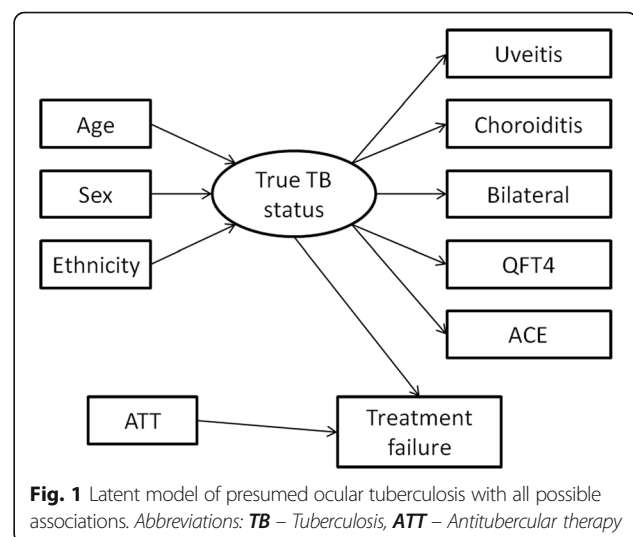 Age
Sex
Ethnicity
True TB
status
Uveitis
Choroiditis
Bilateral
QFT4
ACE
ATT
Treatment
failure
Fig. 1 Latent model of presumed ocular tuberculosis with all possible
associations. Abbreviations: TB – Tuberculosis, ATT – Antitubercular therapy